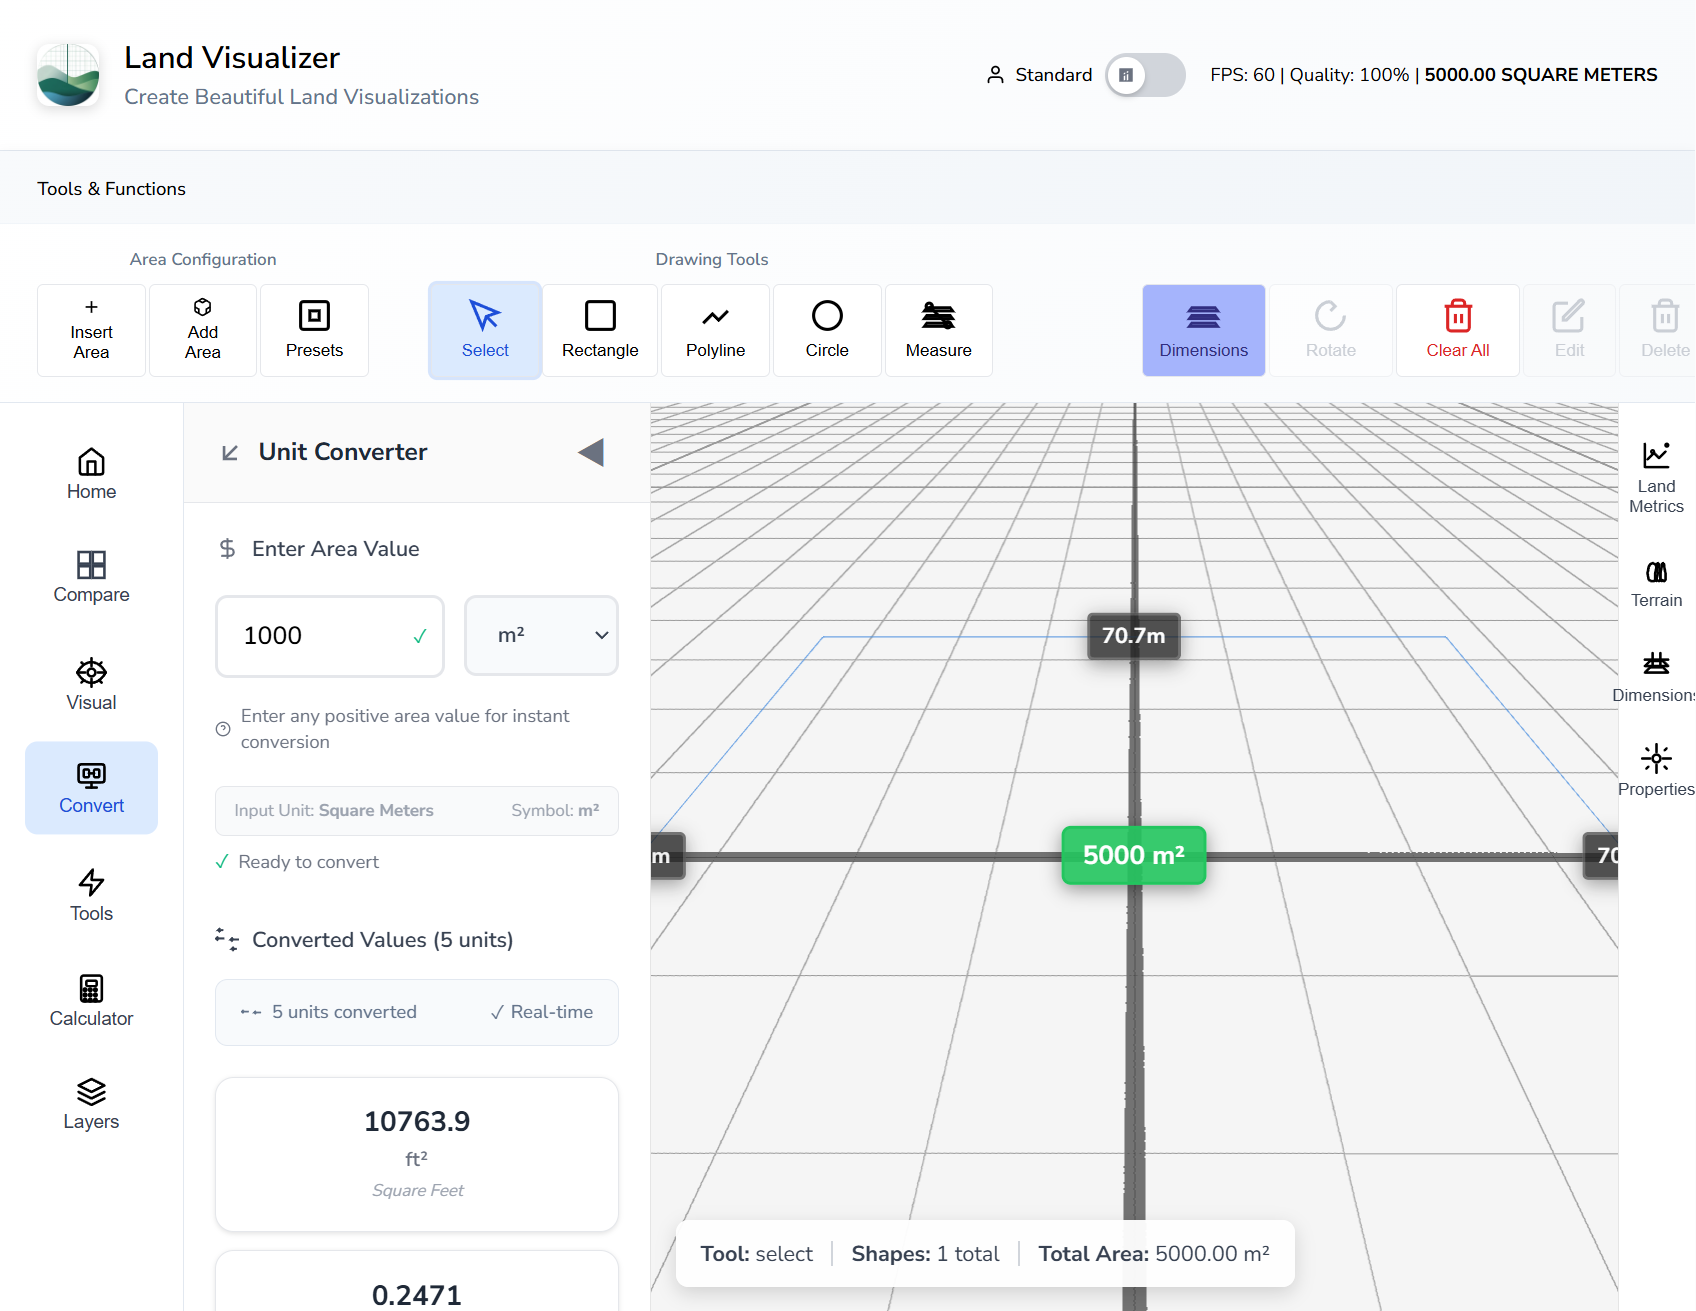 Land Visualizer
Create Beautiful Land Visualizations
Standard
FPS: 60 | Quality: 100% | 5000.00 SQUARE METERS
Tools & Functions
Area Configuration
Drawing Tools
Insert
Area
Add
Area
Presets
Select
Rectangle
Polyline
Circle
Measure
Dimensions
Rotate
Clear All
Edit
Delete
Home
Compare
Visual
Convert
Tools
Calculator
Layers
Unit Converter
$ Enter Area Value
1000 ✓
m²
Enter any positive area value for instant
conversion
Input Unit: Square Meters
Symbol: m²
✓ Ready to convert
Converted Values (5 units)
5 units converted
✓ Real-time
10763.9
ft²
Square Feet
0.2471
70.7m
m
5000 m²
70
Tool: select
Shapes: 1 total
Total Area: 5000.00 m²
Land
Metrics
Terrain
Dimensions
Properties